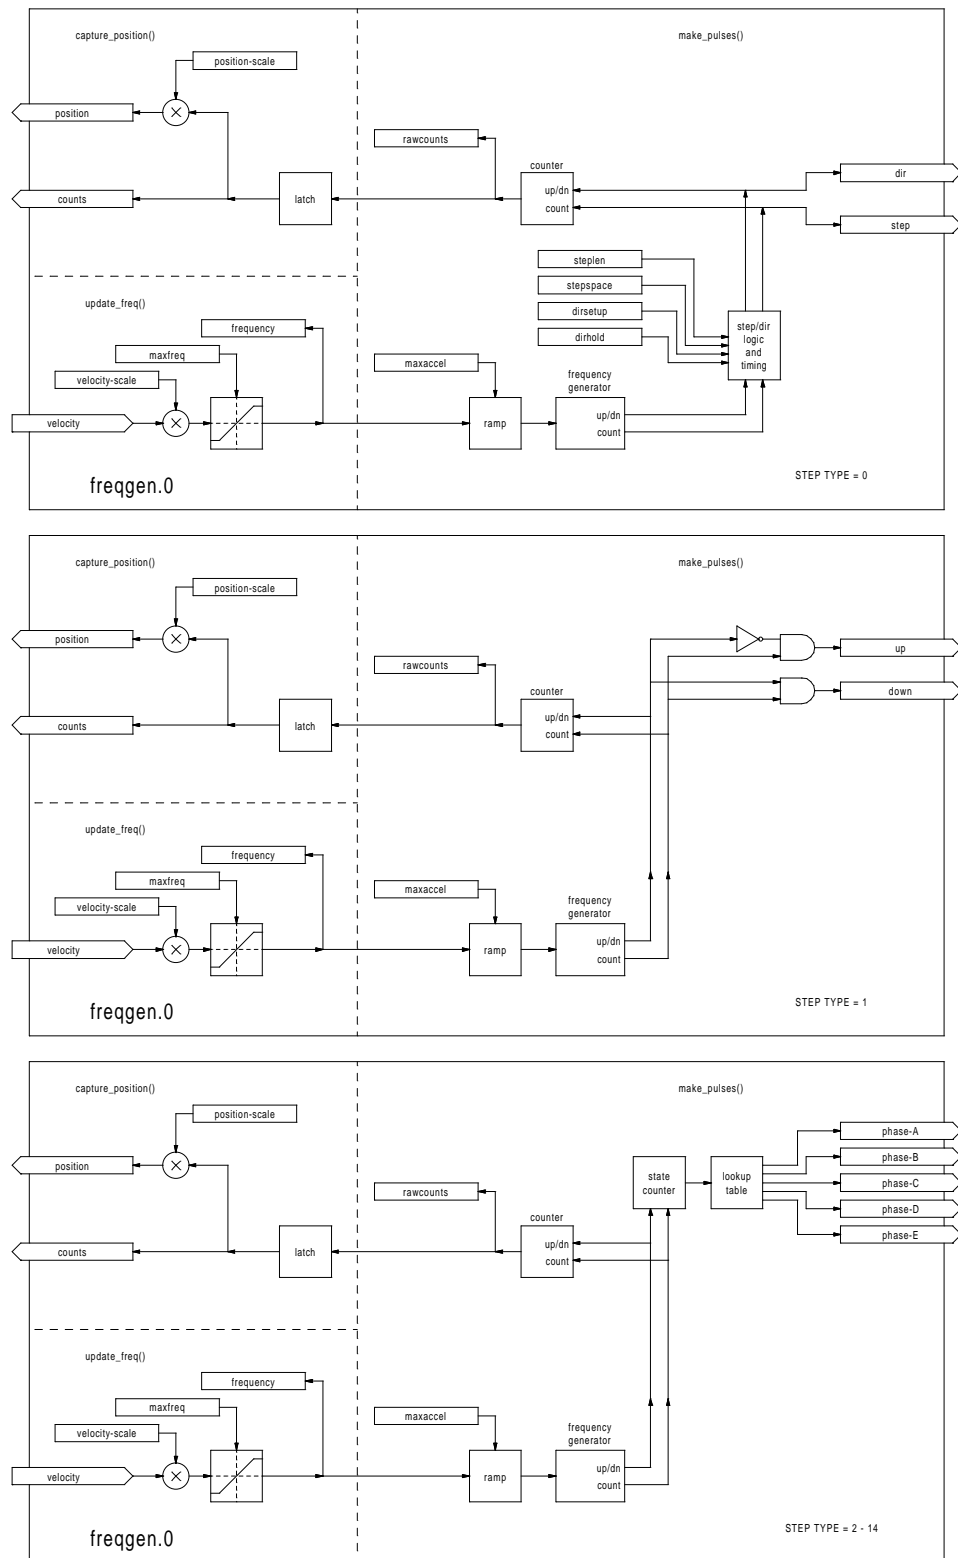 capture_position()
make_pulses()
position-scale
position
rawcounts
counter
up/dn
dir
counts
latch
count
step
steplen
stepspace
update_freq()
dirsetup
frequency
dirhold
step/dir
logic
and
timing
maxfreq
maxaccel
frequency
generator
velocity-scale
velocity
ramp
up/dn
count
freqgen.0
STEP TYPE = 0
capture_position()
make_pulses()
position-scale
position
up
rawcounts
counter
down
up/dn
counts
latch
count
update_freq()
frequency
maxfreq
maxaccel
frequency
generator
velocity-scale
velocity
ramp
up/dn
count
freqgen.0
STEP TYPE = 1
capture_position()
make_pulses()
position-scale
phase-A
position
state
counter
lookup
table
phase-B
phase-C
rawcounts
phase-D
counter
phase-E
up/dn
counts
latch
count
update_freq()
frequency
maxfreq
maxaccel
frequency
generator
velocity-scale
velocity
ramp
up/dn
count
freqgen.0
STEP TYPE = 2 - 14